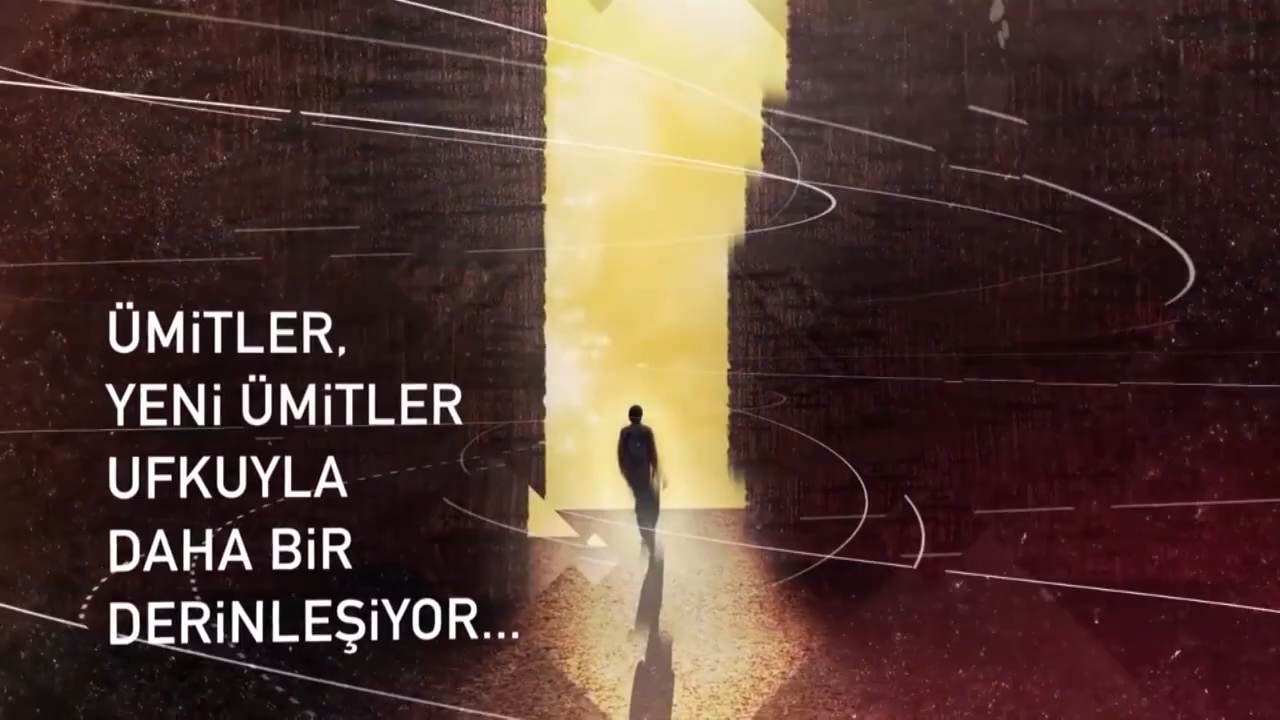 ÜMiTLER,
YENi ÜMiTLER
UFKUYLA
DAHA BiR
DERiNLEŞiYOR...